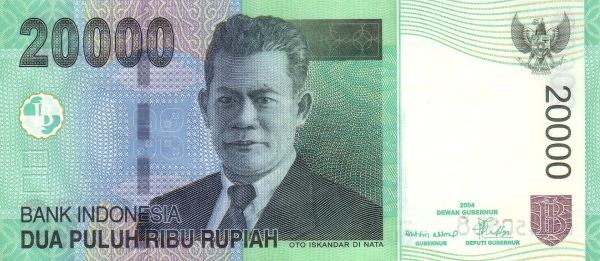 20000
BANK INDONESIA
DUA PULUH RIBU RUPIAH
OTO ISKANDAR DI NATA
20000
2004
DEWAN GUBERNUR
GUBERNUR DEPUTI GUBERNUR